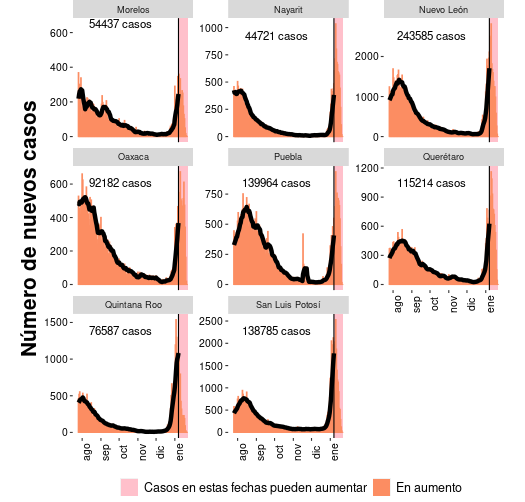 Número de nuevos casos
Morelos
54437 casos
600
400
200
0
Nayarit
44721 casos
1000
750
500
250
0
Nuevo León
243585 casos
2000
1000
0
Oaxaca
92182 casos
600
400
200
0
Puebla
139964 casos
750
500
250
0
Querétaro
115214 casos
1200
900
600
300
0
ago sep oct nov dic ene
Quintana Roo
76587 casos
1500
1000
500
0
ago sep oct nov dic ene
San Luis Potosí
138785 casos
2500
2000
1500
1000
500
0
ago sep oct nov dic ene
Casos en estas fechas pueden aumentar
En aumento